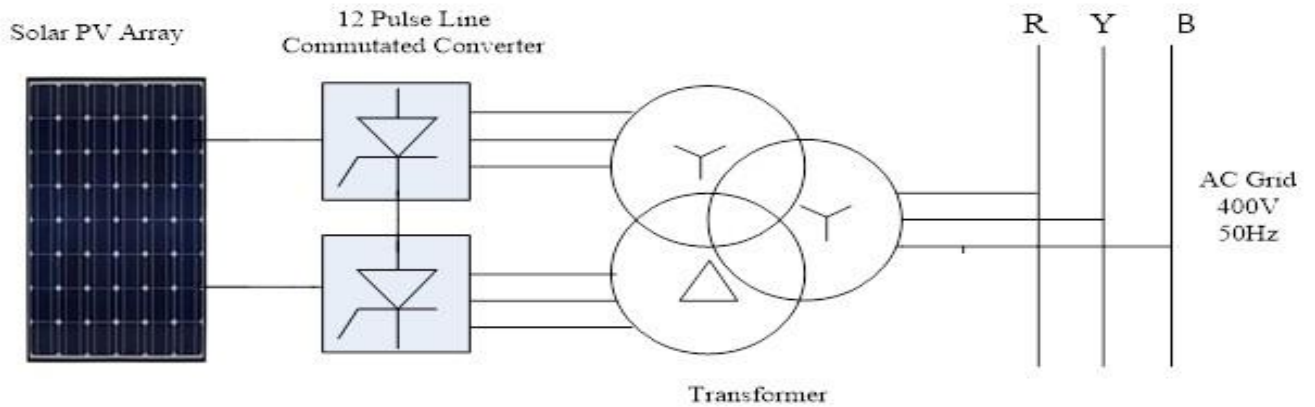 Solar PV Array
12 Pulse Line
Commutated Converter
R Y B
AC Grid
400V
50Hz
Transformer